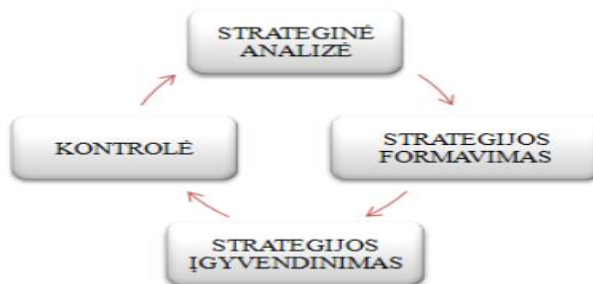 STRATEGINĖ
ANALIZĖ
KONTROLĖ
STRATEGIJOS
FORMAVIMAS
STRATEGIJOS
ĮGYVENDINIMAS